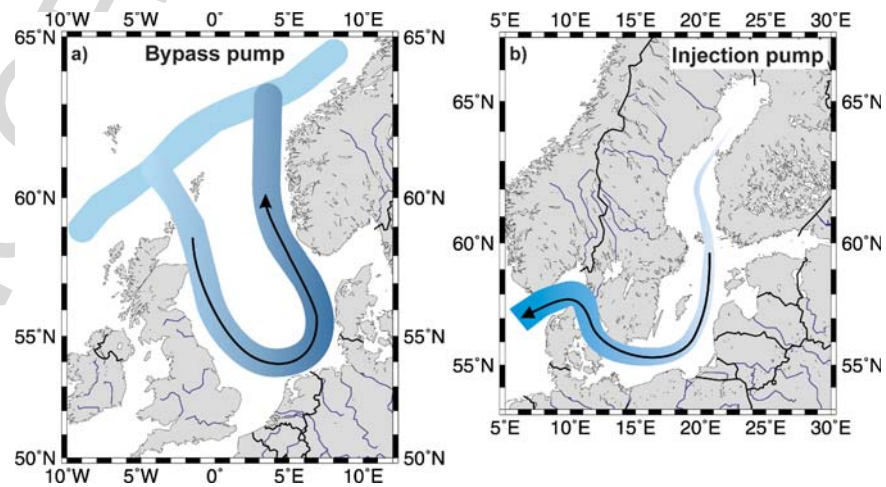 10˚W 5˚W 0˚ 5˚E 10˚E
65˚N a) Bypass pump 65˚N
60˚N 60˚N
55˚N 55˚N
50˚N 50˚N
10˚W 5˚W 0˚ 5˚E 10˚E
5˚E 10˚E 15˚E 20˚E 25˚E 30˚E
b) Injection pump
65˚N 65˚N
60˚N 60˚N
55˚N 55˚N
5˚E 10˚E 15˚E 20˚E 25˚E 30˚E